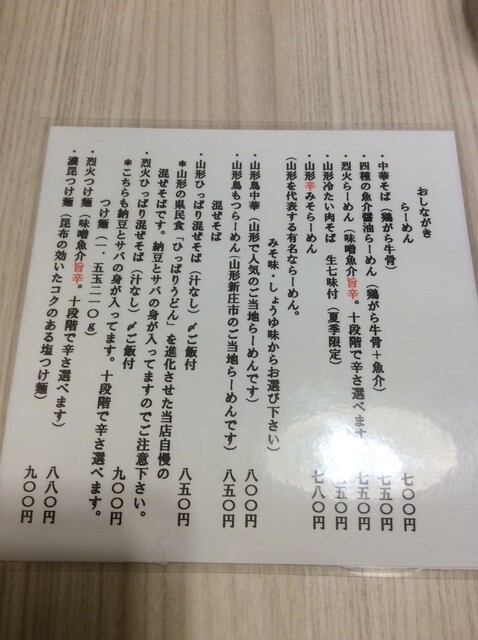 おしながき
らーめん
・中華そば（鶏がら牛骨） 七〇〇円
四種の魚介醤油らーめん（鶏がら牛骨＋魚介） 七五〇円
・烈火らーめん（味噌魚介旨辛。十段階で辛さ選べます 七五〇円
・山形冷たい肉そば 生七味付（夏季限定） 五〇円
・山形辛みそらーめん 七八〇円
（山形を代表する有名ならーめん。
みそ味・しょうゆ味からお選び下さい）
・山形鳥中華（山形で人気のご当地らーめんです） 八〇〇円
・山形鳥もつらーめん（山形新庄市のご当地らーめんです） 八五〇円
混ぜそば
・山形ひっぱり混ぜそば（汁なし）〆ご飯付 八五〇円
＊山形の県民食「ひっぱりうどん」を進化させた当店自慢の
混ぜそばです。納豆とサバの身が入ってますのでご注意下さい。
・烈火ひっぱり混ぜそば（汁なし）〆ご飯付 九〇〇円
＊こちらも納豆とサバの身が入ってます。十段階で辛さ選べます。
つけ麺（一．五玉二一〇ｇ）
・烈火つけ麺（味噌魚介旨辛。十段階で辛さ選べます） 八八〇円
・濃昆つけ麺（昆布の効いたコクのある塩つけ麺） 九〇〇円